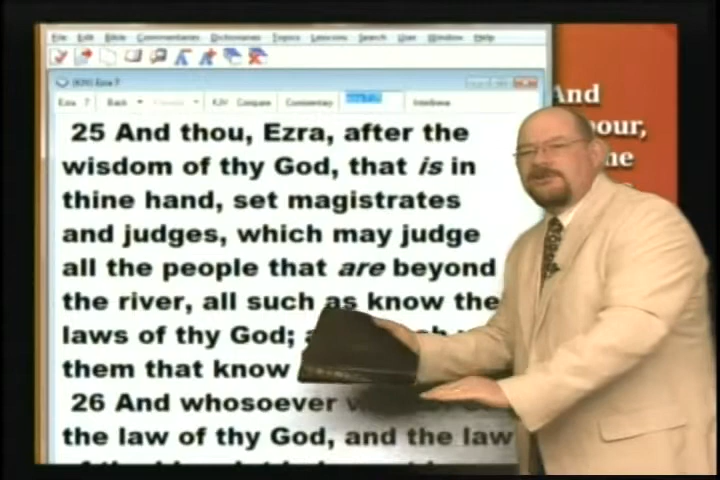 File Edit Bible Commentaries Dictionaries Topics Lexicons Search User Window Help
(KJV) Ezra 7
Ezra 7 Back KJV Compare Commentary
25 And thou, Ezra, after the
wisdom of thy God, that is in
thine hand, set magistrates
and judges, which may judge
all the people that are beyond
the river, all such as know the
laws of thy God;
them that know
26 And whosoever
the law of thy God, and the law
And